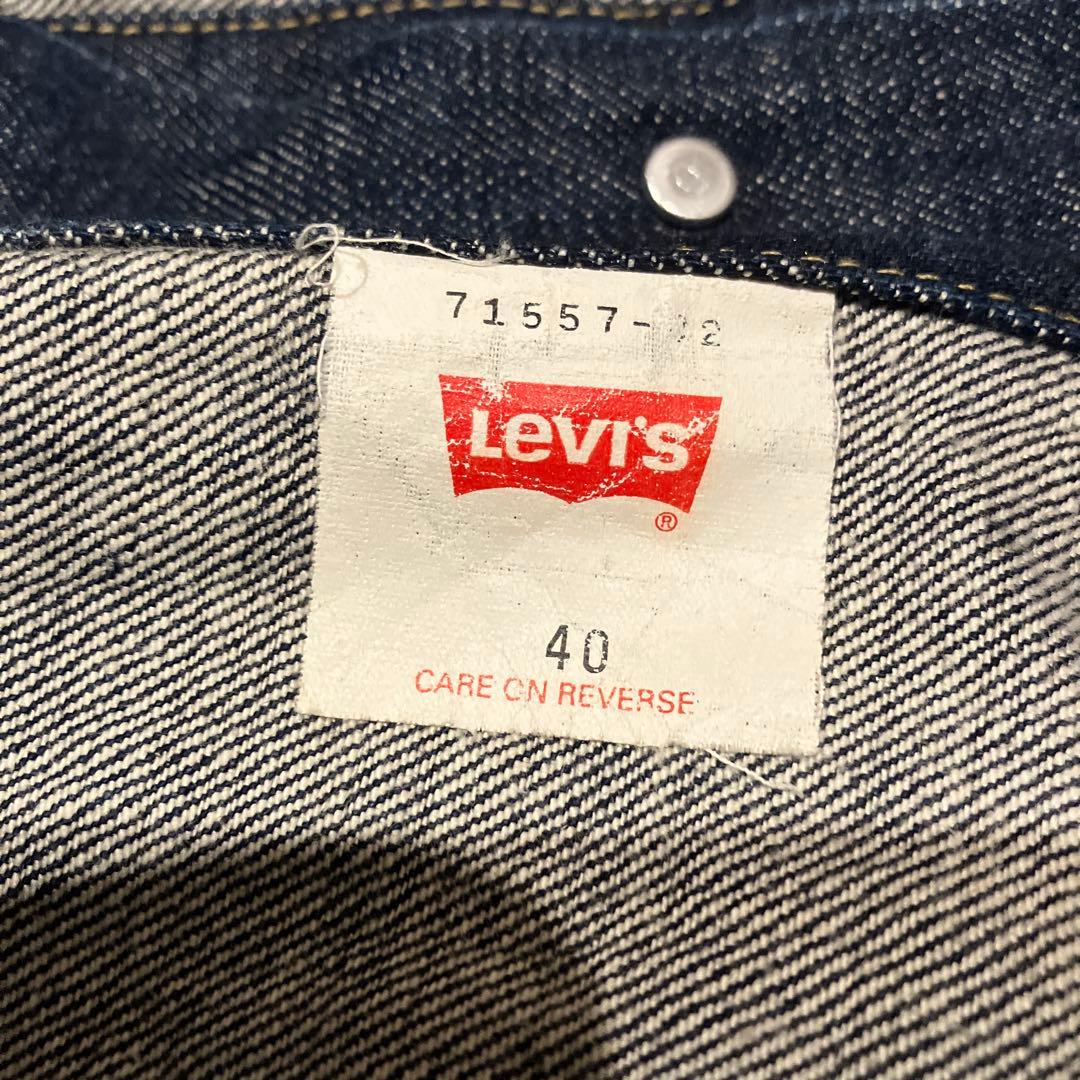 71557-
Levi's
®
40
CARE ON REVERSE